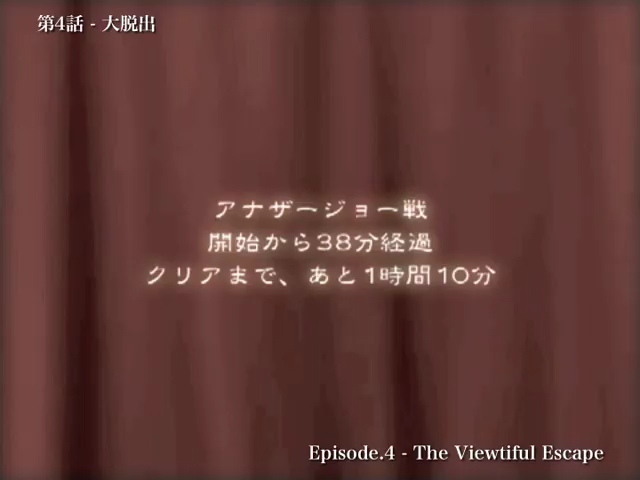 第4話 - 大脱出
アナザージョー戦
開始から38分経過
クリアまで、あと1時間10分
Episode.4 - The Viewtiful Escape